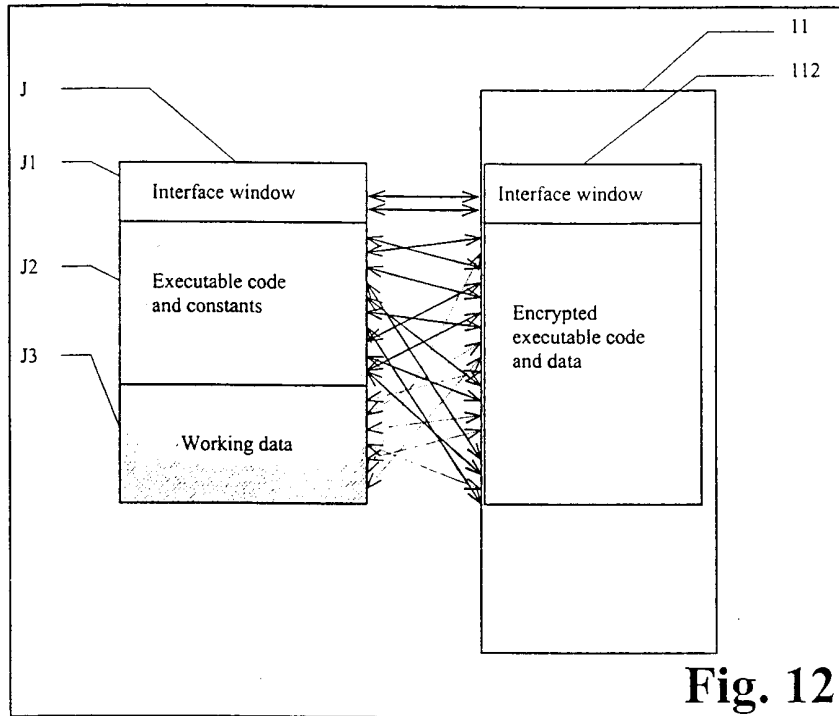 11
112
J
J1
Interface window
Interface window
J2
Executable code
and constants
Encrypted
executable code
and data
J3
Working data
Fig. 12